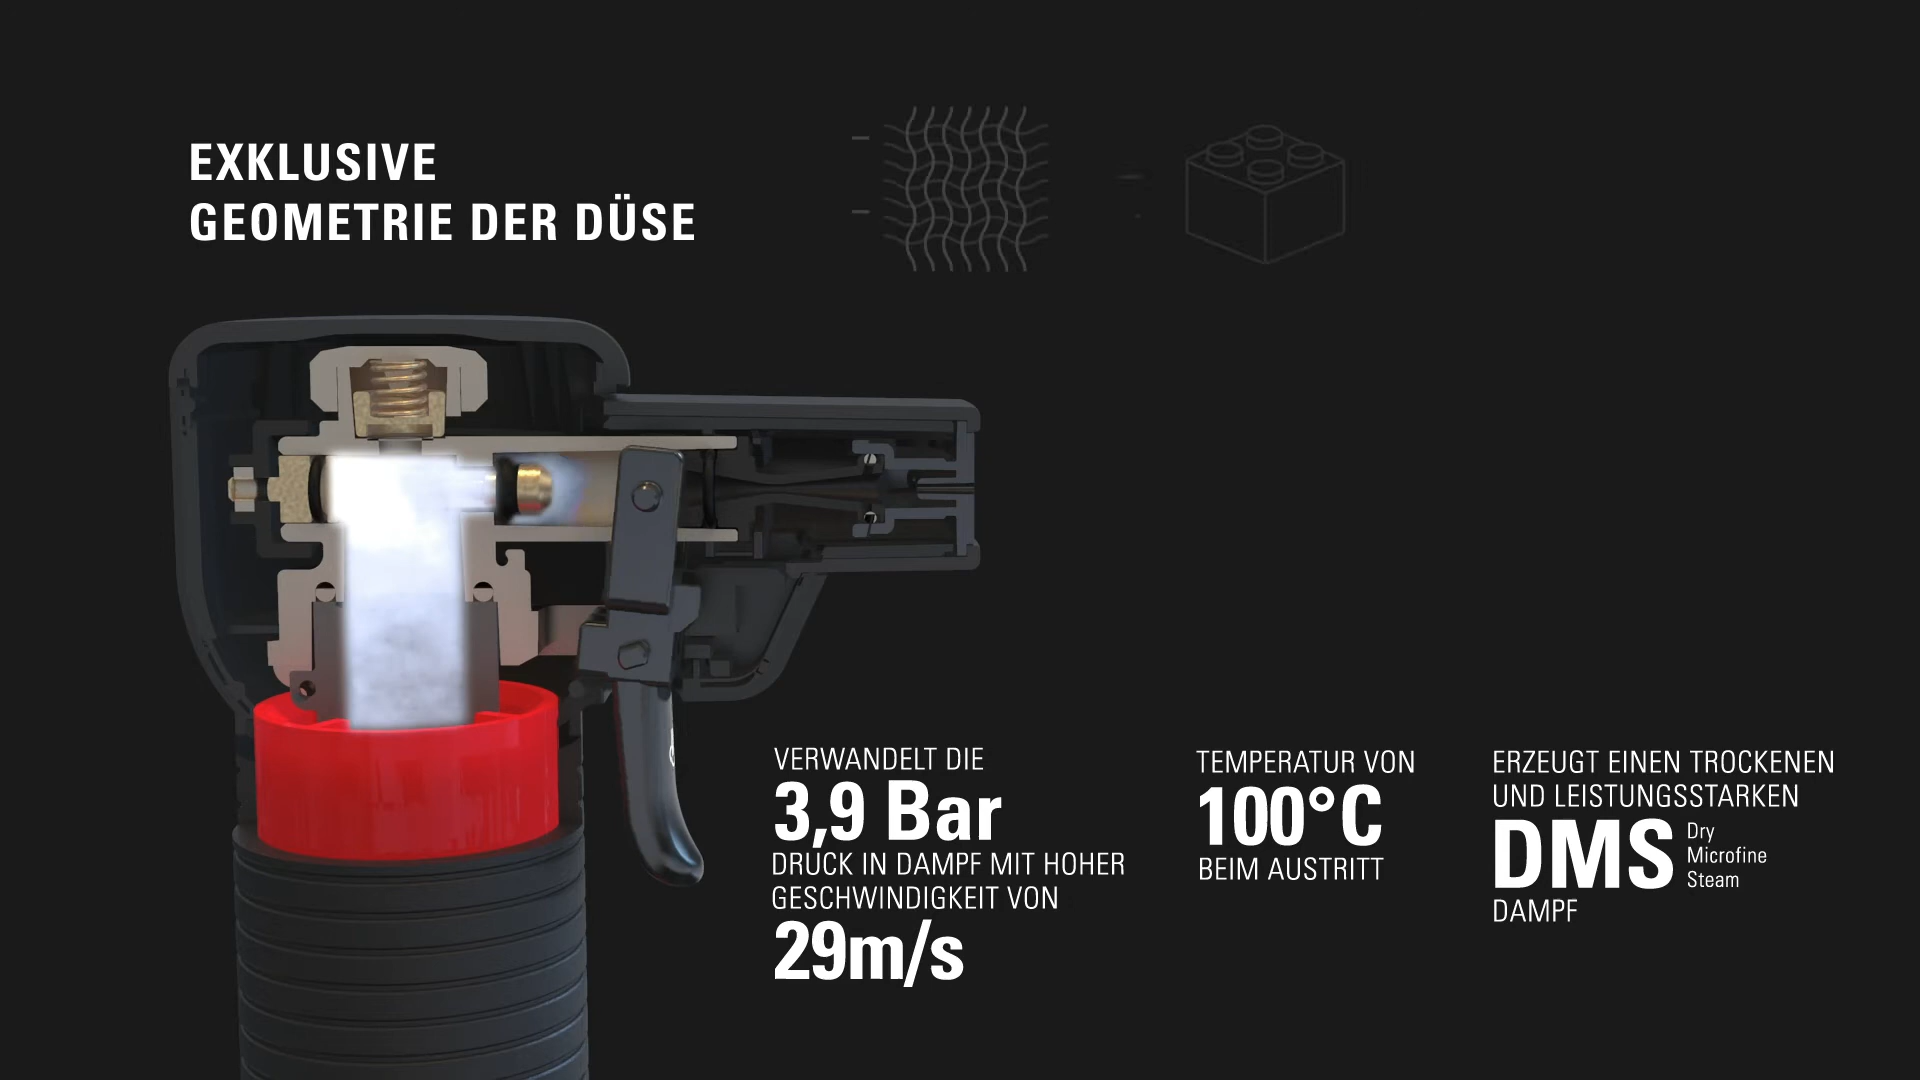 EXKLUSIVE
GEOMETRIE DER DÜSE
VERWANDELT DIE
3,9 Bar
DRUCK IN DAMPF MIT HOHER
GESCHWINDIGKEIT VON
29m/s
TEMPERATUR VON
100°C
BEIM AUSTRITT
ERZEUGT EINEN TROCKENEN
UND LEISTUNGSSTARKEN
DMS
Dry
Microfine
Steam
DAMPF